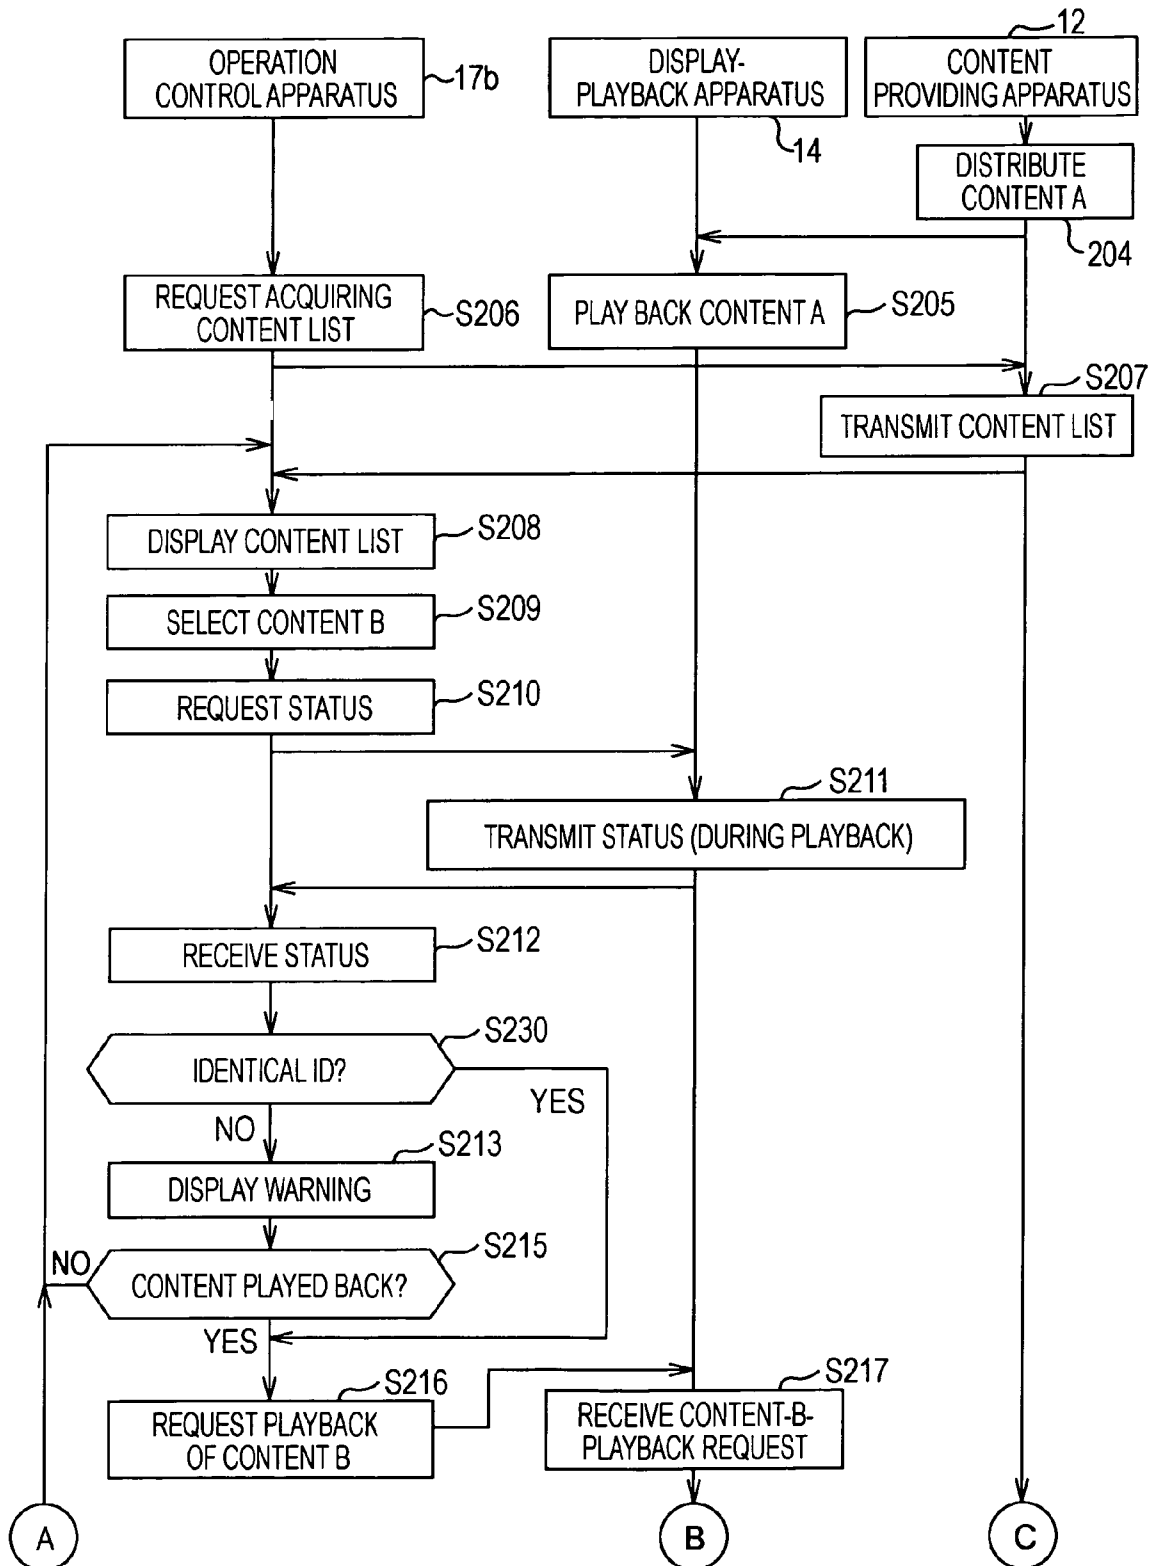 12
OPERATION
CONTROL APPARATUS
17b
DISPLAY-
PLAYBACK APPARATUS
14
CONTENT
PROVIDING APPARATUS
DISTRIBUTE
CONTENT A
204
REQUEST ACQUIRING
CONTENT LIST
S206
PLAY BACK CONTENT A
S205
S207
TRANSMIT CONTENT LIST
DISPLAY CONTENT LIST
S208
SELECT CONTENT B
S209
REQUEST STATUS
S210
S211
TRANSMIT STATUS (DURING PLAYBACK)
RECEIVE STATUS
S212
IDENTICAL ID?
S230
YES
NO
S213
DISPLAY WARNING
NO
CONTENT PLAYED BACK?
S215
YES
S216
REQUEST PLAYBACK
OF CONTENT B
S217
RECEIVE CONTENT-B-
PLAYBACK REQUEST
A
B
C